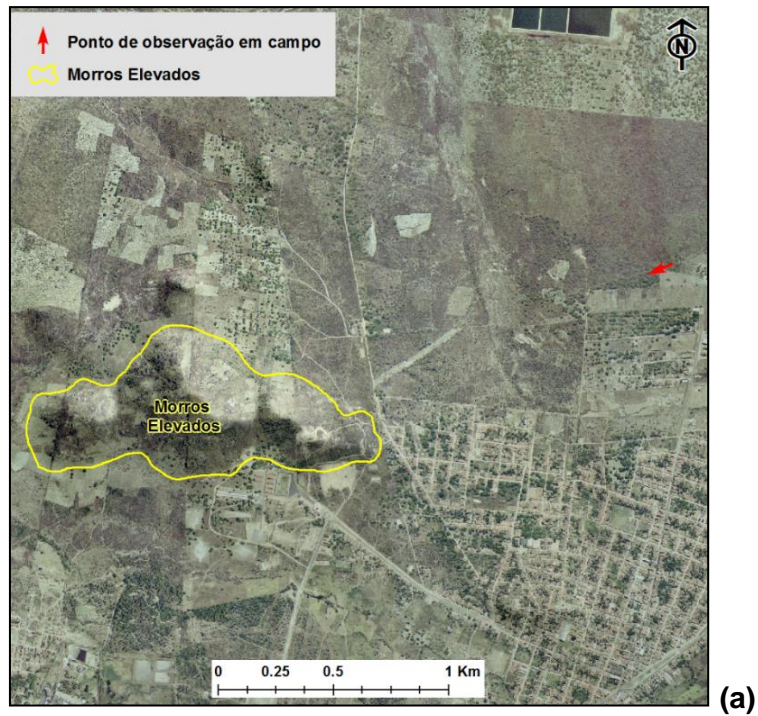 Ponto de observação em campo
Morros Elevados
N
Morros
Elevados
0 0.25 0.5 1 Km
(a)